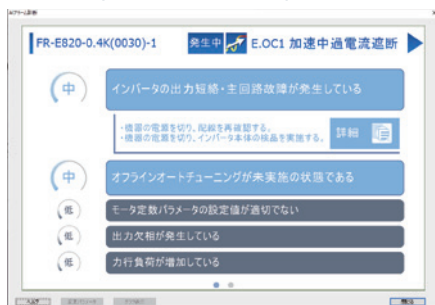 FR-E820-0.4K(0030)-1
発生中
E.OC1 加速中過電流遮断
中
インバータの出力短絡・主回路故障が発生している
・機器の電源を切り、配線を再確認する。
・機器の電源を切り、インバータ本体の検品を実施する。
詳細
中
オフラインオートチューニングが未実施の状態である
低
モータ定数パラメータの設定値が適切でない
低
出力欠相が発生している
低
力行負荷が増加している